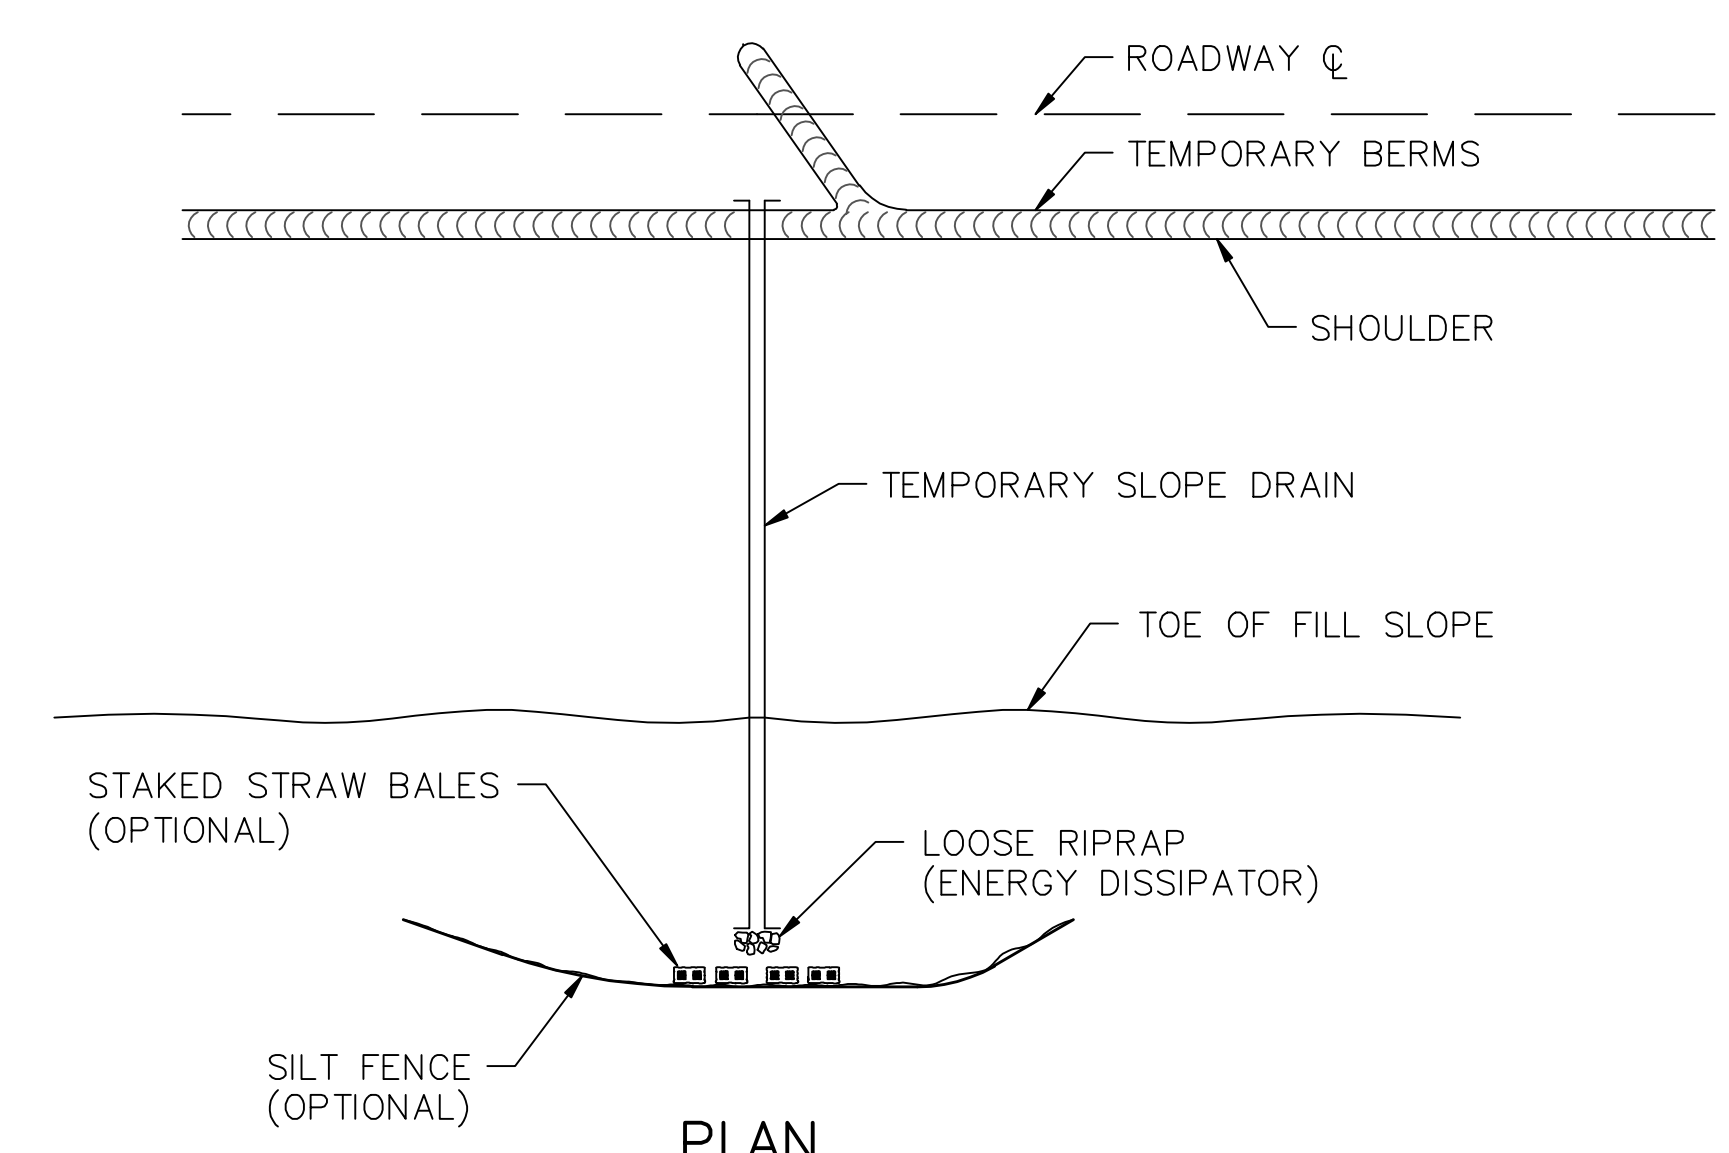 ROADWAY ℄
TEMPORARY BERMS
SHOULDER
TEMPORARY SLOPE DRAIN
TOE OF FILL SLOPE
STAKED STRAW BALES
(OPTIONAL)
LOOSE RIPRAP
(ENERGY DISSIPATOR)
SILT FENCE
(OPTIONAL)
PLAN